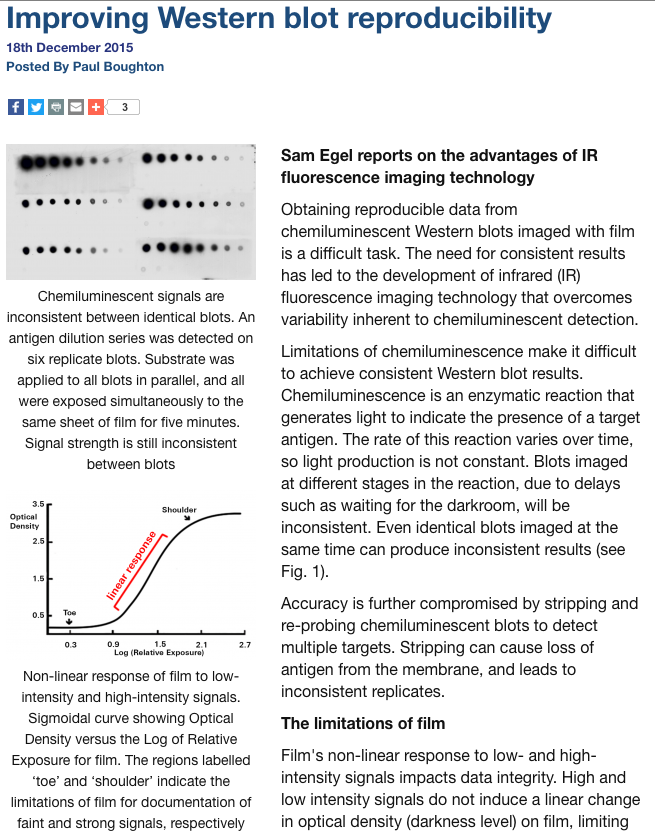 Improving Western blot reproducibility
18th December 2015
Posted By Paul Boughton
3
Chemiluminescent signals are
inconsistent between identical blots. An
antigen dilution series was detected on
six replicate blots. Substrate was
applied to all blots in parallel, and all
were exposed simultaneously to the
same sheet of film for five minutes.
Signal strength is still inconsistent
between blots
3.5
Optical
Density
2.5
1.5
0.5
Shoulder
linear response
Toe
0.3 0.9 1.5 2.1 2.7
Log (Relative Exposure)
Non-linear response of film to low-
intensity and high-intensity signals.
Sigmoidal curve showing Optical
Density versus the Log of Relative
Exposure for film. The regions labelled
‘toe’ and ‘shoulder’ indicate the
limitations of film for documentation of
faint and strong signals, respectively
Sam Egel reports on the advantages of IR
fluorescence imaging technology
Obtaining reproducible data from
chemiluminescent Western blots imaged with film
is a difficult task. The need for consistent results
has led to the development of infrared (IR)
fluorescence imaging technology that overcomes
variability inherent to chemiluminescent detection.
Limitations of chemiluminescence make it difficult
to achieve consistent Western blot results.
Chemiluminescence is an enzymatic reaction that
generates light to indicate the presence of a target
antigen. The rate of this reaction varies over time,
so light production is not constant. Blots imaged
at different stages in the reaction, due to delays
such as waiting for the darkroom, will be
inconsistent. Even identical blots imaged at the
same time can produce inconsistent results (see
Fig. 1).
Accuracy is further compromised by stripping and
re-probing chemiluminescent blots to detect
multiple targets. Stripping can cause loss of
antigen from the membrane, and leads to
inconsistent replicates.
The limitations of film
Film's non-linear response to low- and high-
intensity signals impacts data integrity. High and
low intensity signals do not induce a linear change
in optical density (darkness level) on film, limiting